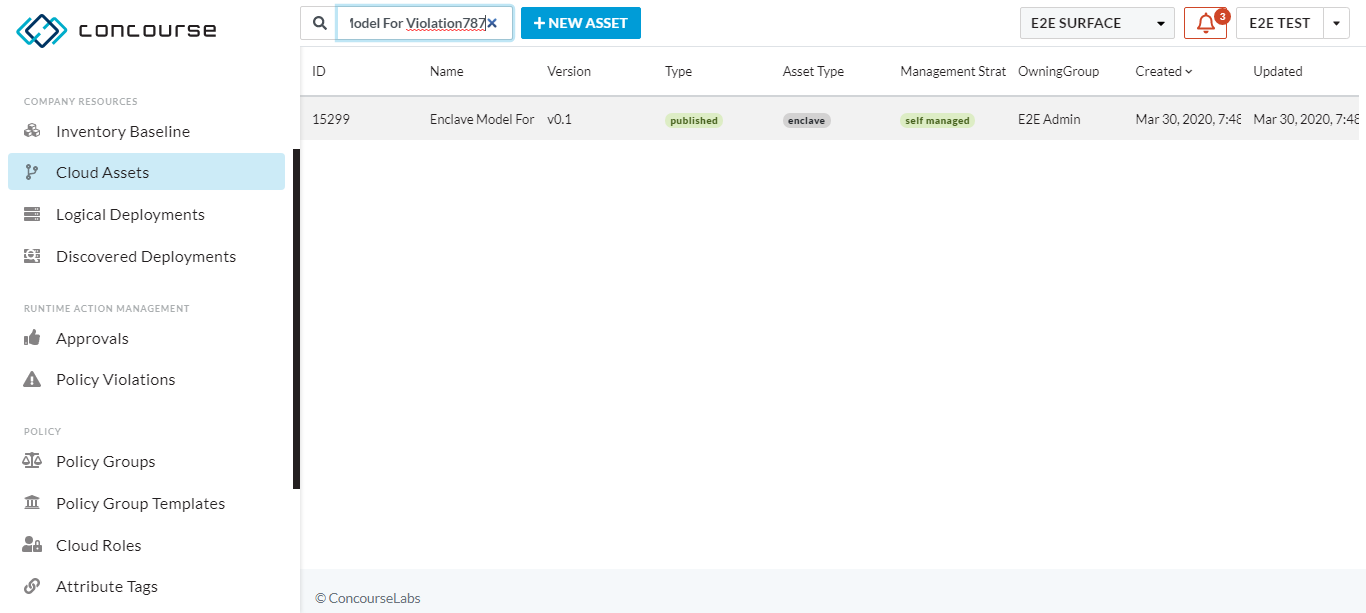 concourse
Model For Violation787
+ NEW ASSET
E2E SURFACE
3
E2E TEST
ID Name Version Type Asset Type Management Strat OwningGroup Created Updated
15299 Enclave Model For v0.1 published enclave self managed E2E Admin Mar 30, 2020, 7:48 Mar 30, 2020, 7:48
COMPANY RESOURCES
Inventory Baseline
Cloud Assets
Logical Deployments
Discovered Deployments
RUNTIME ACTION MANAGEMENT
Approvals
Policy Violations
POLICY
Policy Groups
Policy Group Templates
Cloud Roles
Attribute Tags
© ConcourseLabs